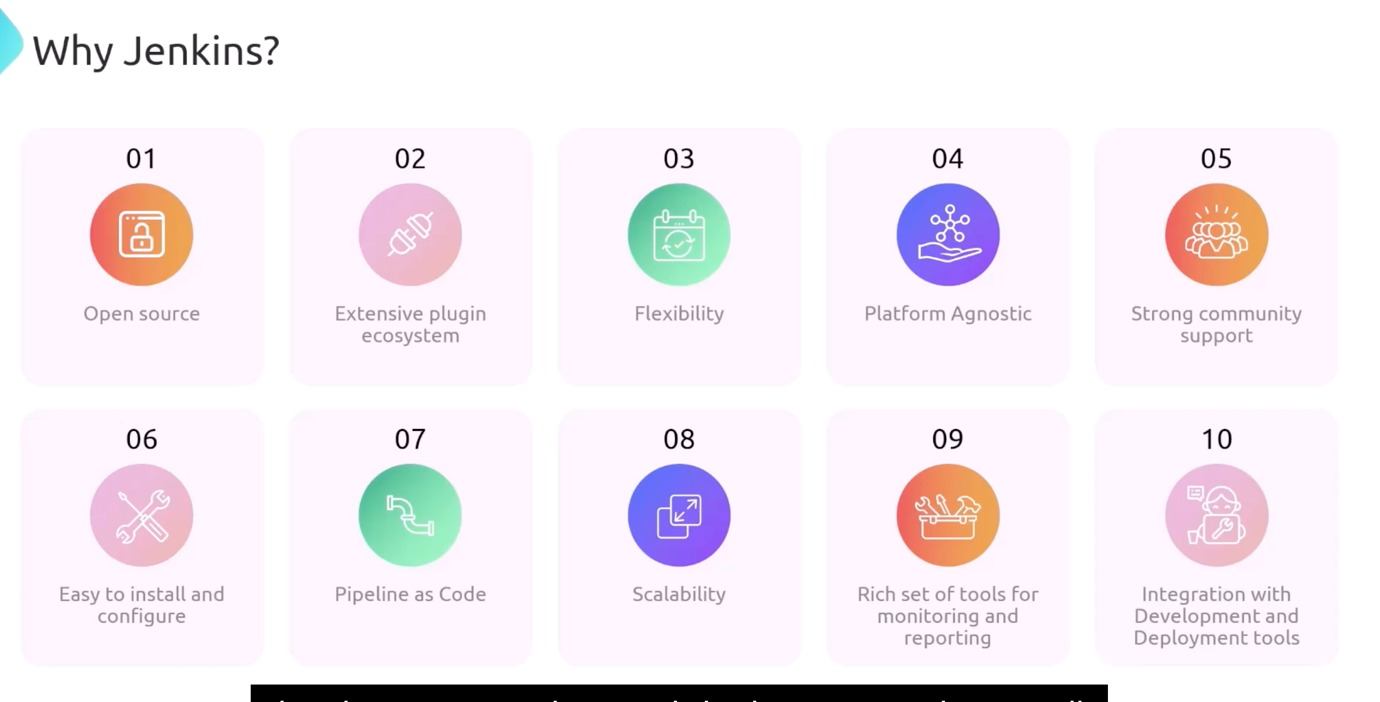 Why Jenkins?
01
Open source
02
Extensive plugin
ecosystem
03
Flexibility
04
Platform Agnostic
05
Strong community
support
06
Easy to install and
configure
07
Pipeline as Code
08
Scalability
09
Rich set of tools for
monitoring and
reporting
10
Integration with
Development and
Deployment tools